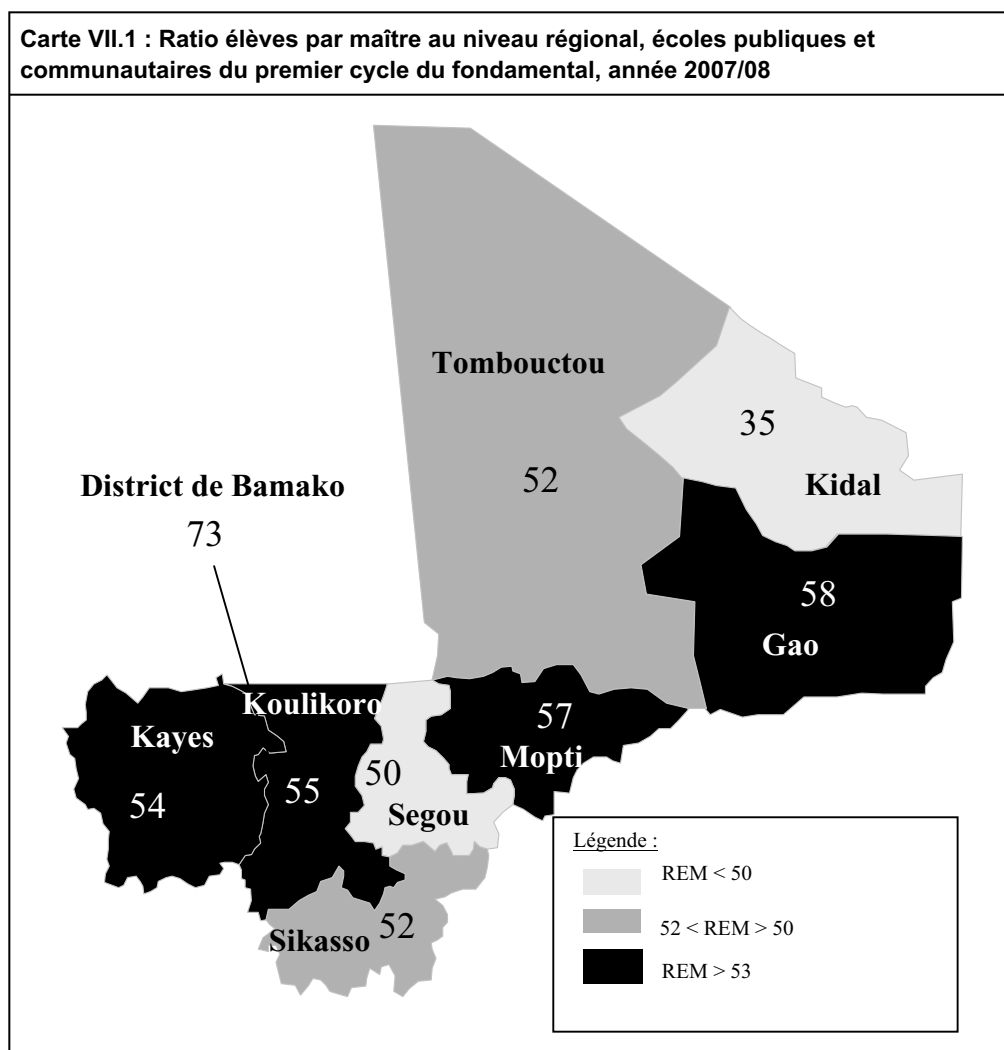 Carte VII.1 : Ratio élèves par maître au niveau régional, écoles publiques et
communautaires du premier cycle du fondamental, année 2007/08
Tombouctou
52
35
Kidal
District de Bamako
73
58
Gao
Koulikoro
55
Kayes
54
57
Mopti
50
Segou
Sikasso 52
Légende :
REM < 50
52 < REM > 50
REM > 53